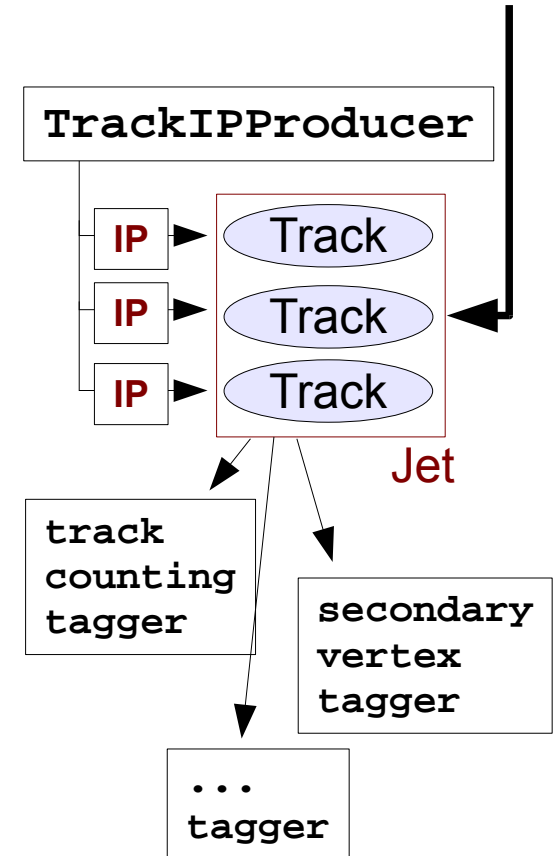 TrackIPProducer
IP
Track
IP
Track
IP
Track
Jet
track
counting
tagger
secondary
vertex
tagger
...
tagger